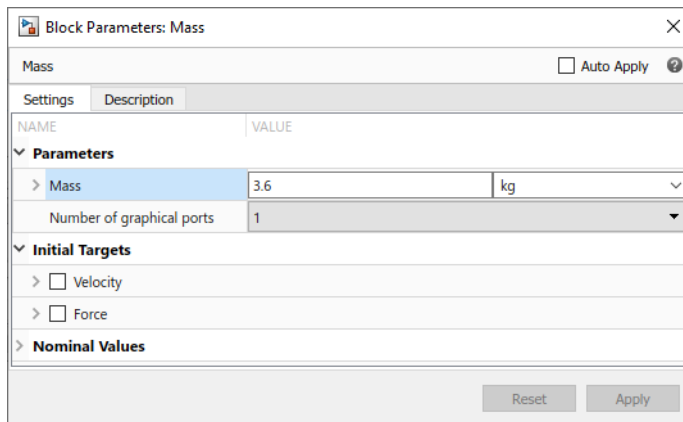 Block Parameters: Mass
Mass Auto Apply
Settings Description
NAME VALUE
Parameters
Mass 3.6 kg
Number of graphical ports 1
Initial Targets
Velocity
Force
Nominal Values
Reset Apply